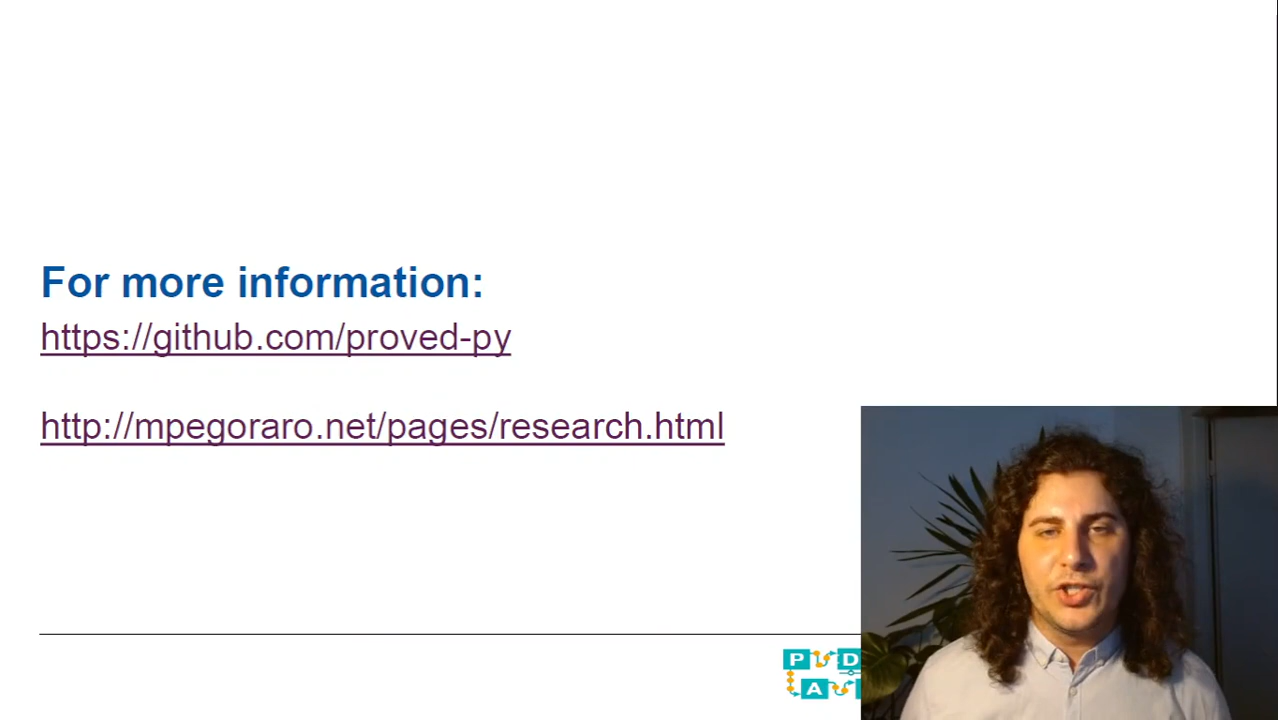 For more information:
https://github.com/proved-py
http://mpegoraro.net/pages/research.html
P D
A